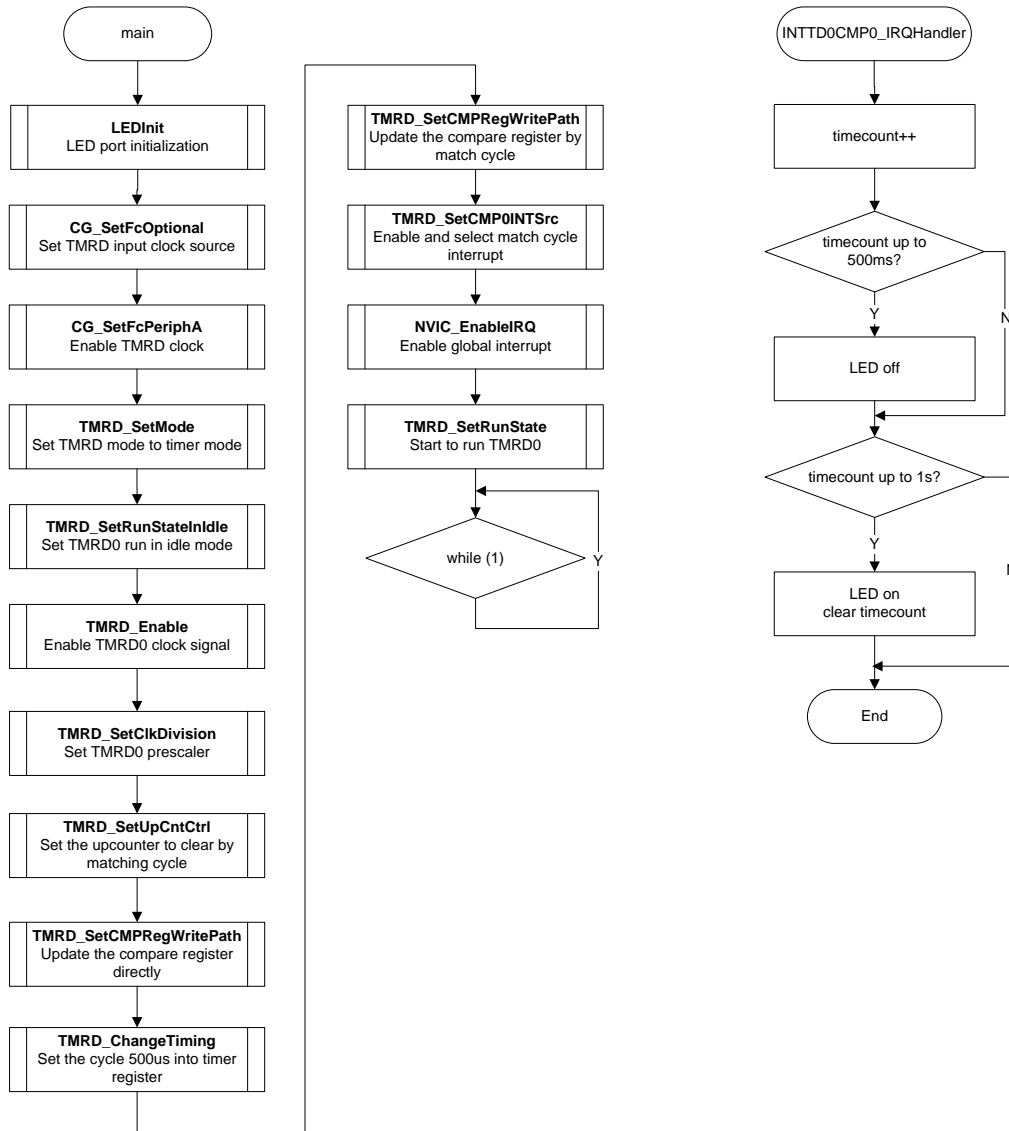 main
LEDInit
LED port initialization
CG_SetFcOptional
Set TMRD input clock source
CG_SetFcPeriphA
Enable TMRD clock
TMRD_SetMode
Set TMRD mode to timer mode
TMRD_SetRunStateInIdle
Set TMRD0 run in idle mode
TMRD_Enable
Enable TMRD0 clock signal
TMRD_SetClkDivision
Set TMRD0 prescaler
TMRD_SetUpCntCtrl
Set the upcounter to clear by
matching cycle
TMRD_SetCMPRegWritePath
Update the compare register
directly
TMRD_ChangeTiming
Set the cycle 500us into timer
register
TMRD_SetCMPRegWritePath
Update the compare register by
match cycle
TMRD_SetCMP0INTSrc
Enable and select match cycle
interrupt
NVIC_EnableIRQ
Enable global interrupt
TMRD_SetRunState
Start to run TMRD0
while (1)
Y
INTTD0CMP0_IRQHandler
timecount++
timecount up to
500ms?
Y
N
LED off
timecount up to 1s?
Y
LED on
clear timecount
End